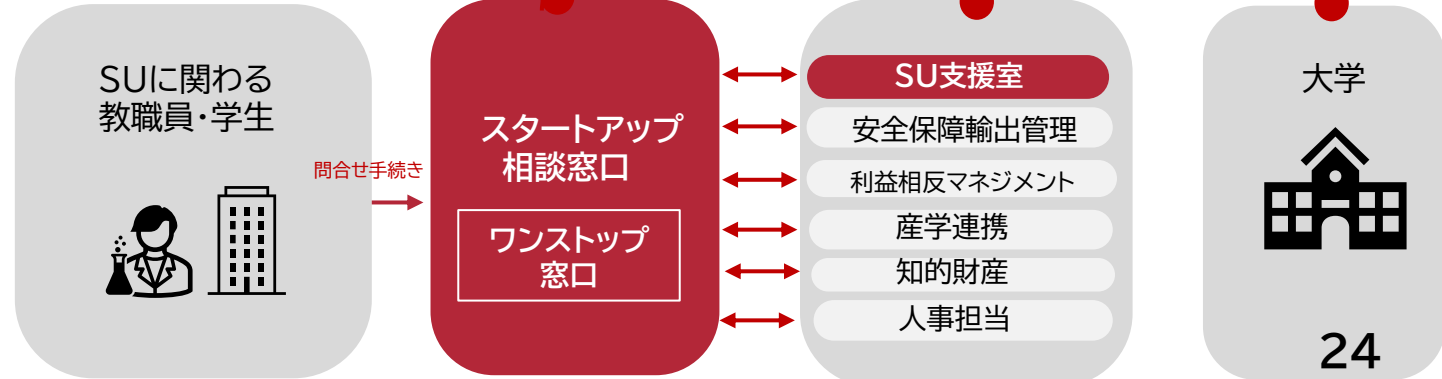 SUに関わる
教職員・学生
問合せ手続き
スタートアップ
相談窓口
ワンストップ
窓口
SU支援室
安全保障輸出管理
利益相反マネジメント
産学連携
知的財産
人事担当
大学
24